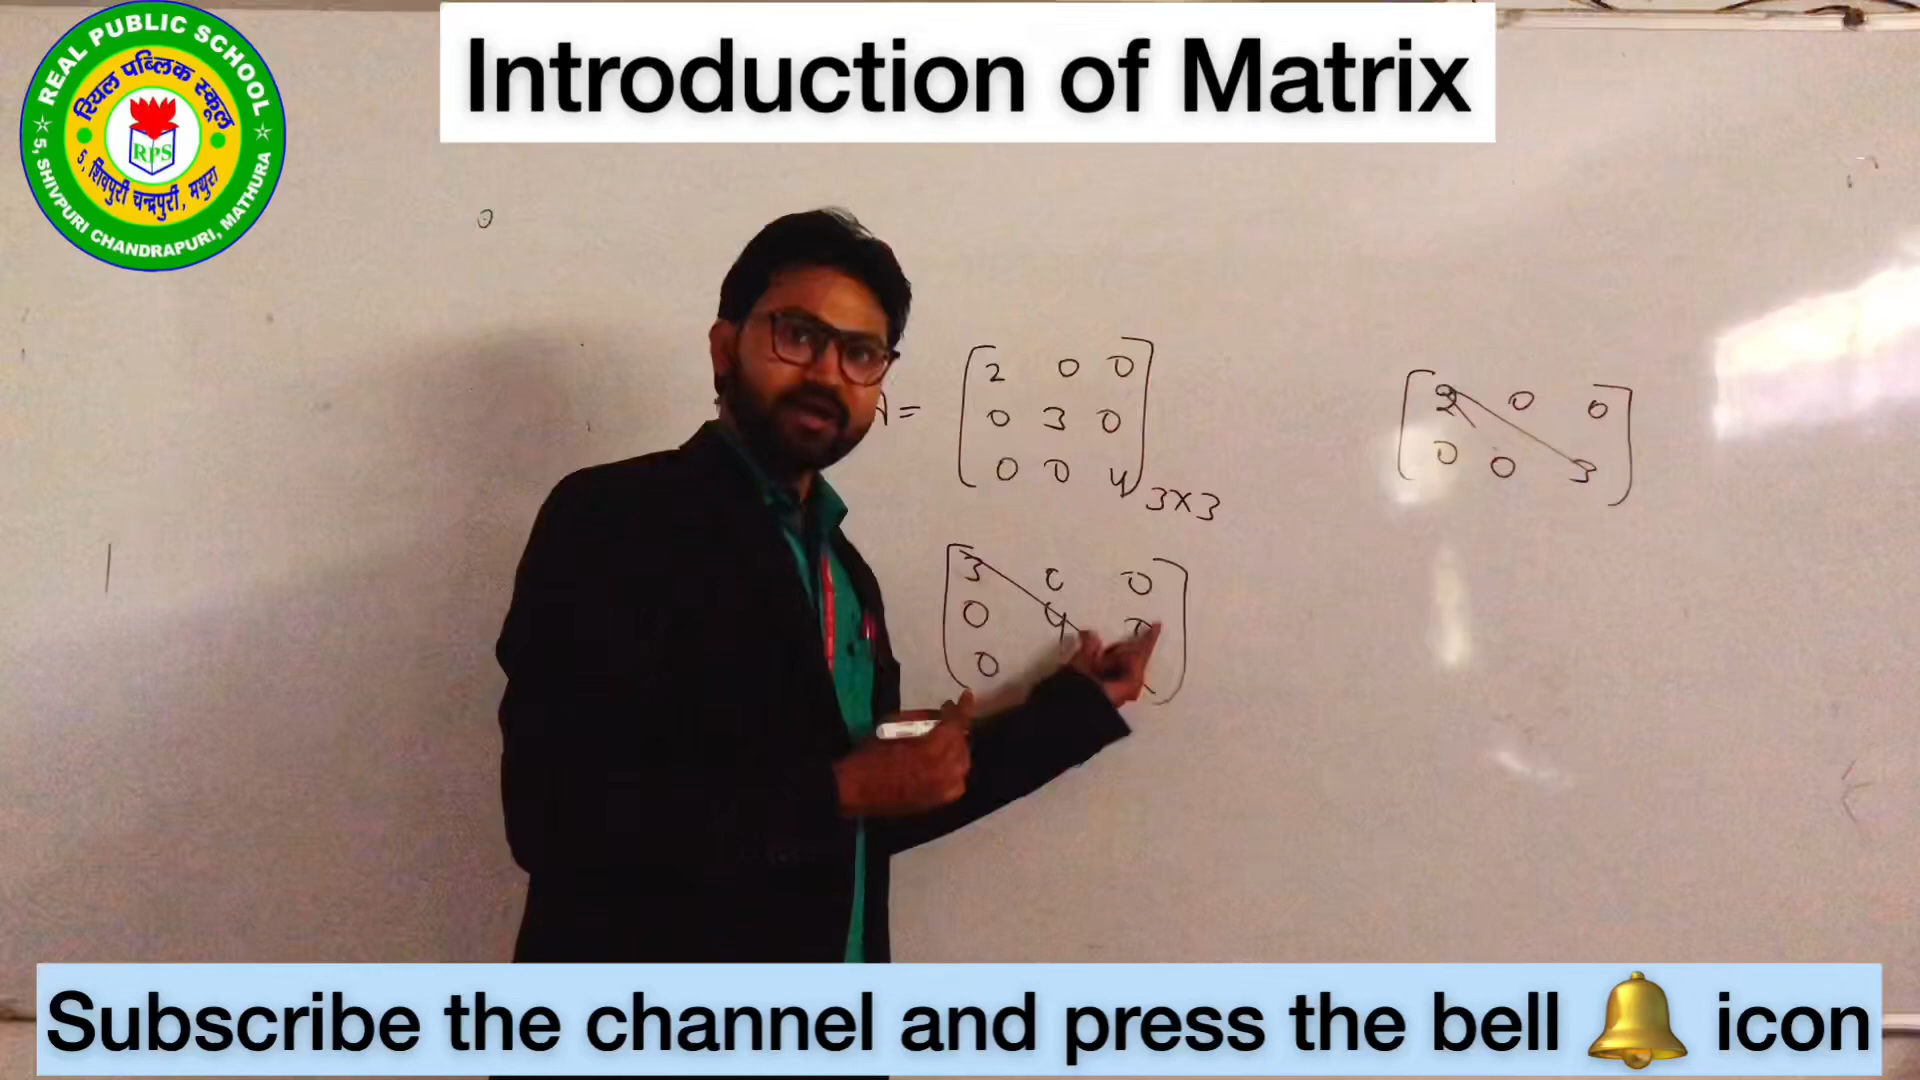 Introduction of Matrix
REAL PUBLIC SCHOOL
रियल पब्लिक स्कूल
RPS
5, शिवपुरी चन्द्रपुरी, मथुरा
☆ 5, SHIVPURI CHANDRAPURI, MATHURA ☆
=
2 0 0
0 3 0
0 0 4
3x3
2 0 0
0 0 3
3 0 0
0 4
0
Subscribe the channel and press the bell 🔔 icon